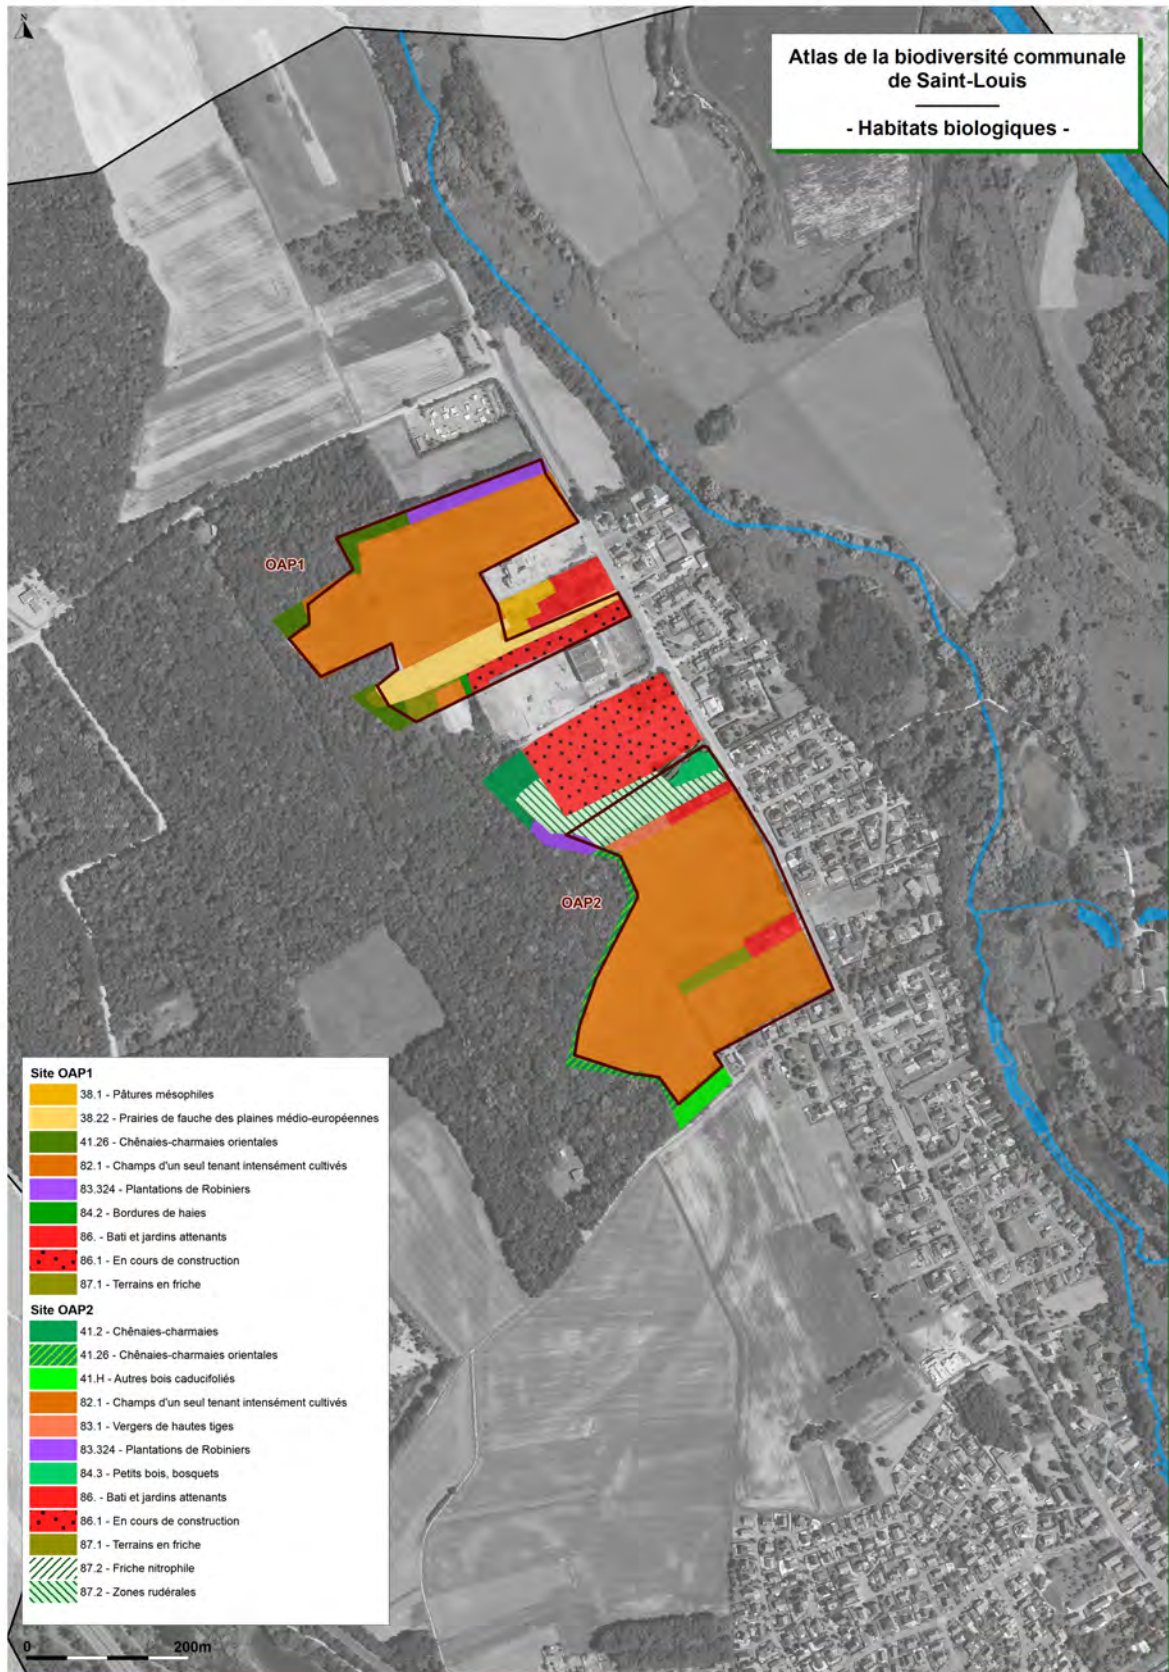 N
Atlas de la biodiversité communale
de Saint-Louis
- Habitats biologiques -
OAP1
OAP2
Site OAP1
38.1 - Pâtures mésophiles
38.22 - Prairies de fauche des plaines médio-européennes
41.26 - Chênaies-charmaies orientales
82.1 - Champs d'un seul tenant intensément cultivés
83.324 - Plantations de Robiniers
84.2 - Bordures de haies
86. - Bati et jardins attenants
86.1 - En cours de construction
87.1 - Terrains en friche
Site OAP2
41.2 - Chênaies-charmaies
41.26 - Chênaies-charmaies orientales
41.H - Autres bois caducifoliés
82.1 - Champs d'un seul tenant intensément cultivés
83.1 - Vergers de hautes tiges
83.324 - Plantations de Robiniers
84.3 - Petits bois, bosquets
86. - Bati et jardins attenants
86.1 - En cours de construction
87.1 - Terrains en friche
87.2 - Friche nitrophile
87.2 - Zones rudérales
0 200m